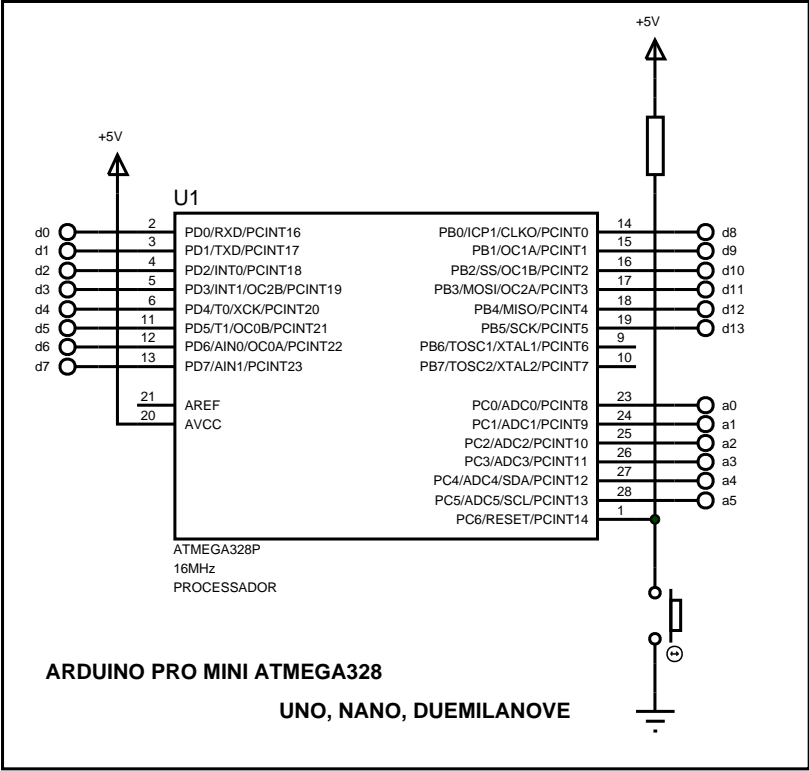 +5V
+5V
U1
d0 2 PD0/RXD/PCINT16 PB0/ICP1/CLKO/PCINT0 14 d8
d1 3 PD1/TXD/PCINT17 PB1/OC1A/PCINT1 15 d9
d2 4 PD2/INT0/PCINT18 PB2/SS/OC1B/PCINT2 16 d10
d3 5 PD3/INT1/OC2B/PCINT19 PB3/MOSI/OC2A/PCINT3 17 d11
d4 6 PD4/T0/XCK/PCINT20 PB4/MISO/PCINT4 18 d12
d5 11 PD5/T1/OC0B/PCINT21 PB5/SCK/PCINT5 19 d13
d6 12 PD6/AIN0/OC0A/PCINT22 PB6/TOSC1/XTAL1/PCINT6 9
d7 13 PD7/AIN1/PCINT23 PB7/TOSC2/XTAL2/PCINT7 10
21 AREF PC0/ADC0/PCINT8 23 a0
20 AVCC PC1/ADC1/PCINT9 24 a1
PC2/ADC2/PCINT10 25 a2
PC3/ADC3/PCINT11 26 a3
PC4/ADC4/SDA/PCINT12 27 a4
PC5/ADC5/SCL/PCINT13 28 a5
PC6/RESET/PCINT14 1
ATMEGA328P
16MHz
PROCESSADOR
ARDUINO PRO MINI ATMEGA328
UNO, NANO, DUEMILANOVE